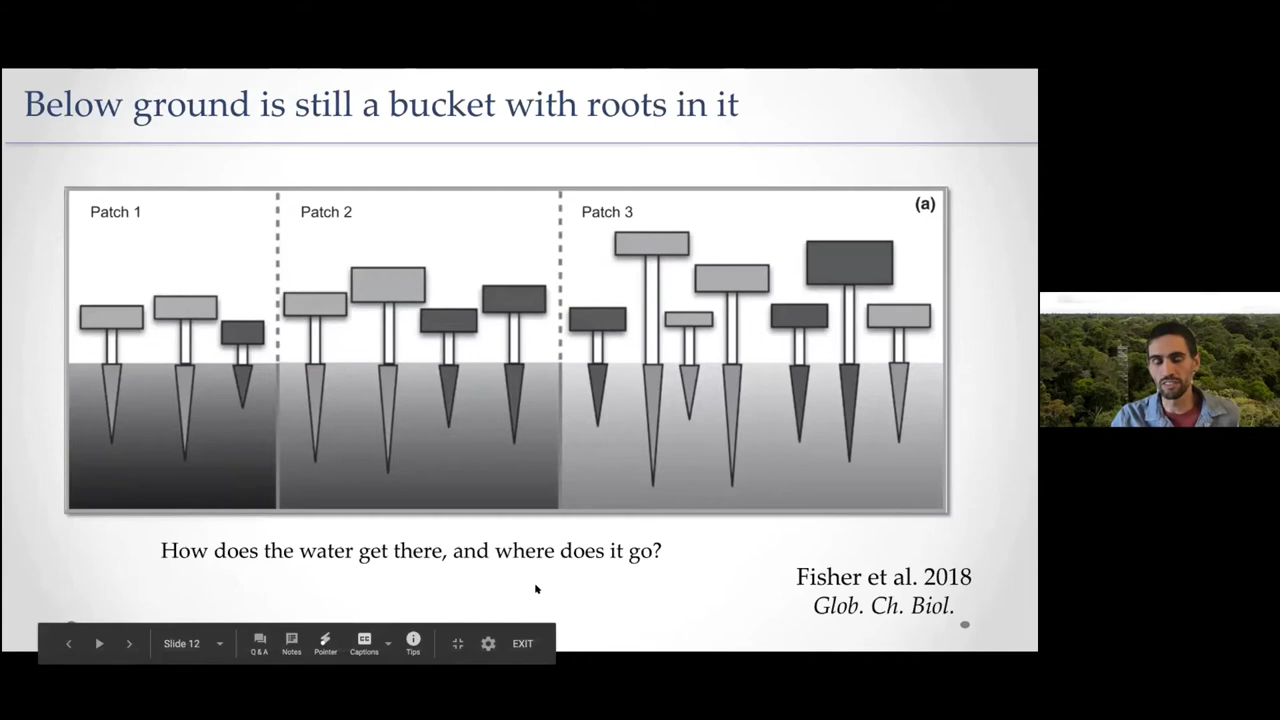 Below ground is still a bucket with roots in it
Patch 1
Patch 2
Patch 3
(a)
How does the water get there, and where does it go?
Fisher et al. 2018
Glob. Ch. Biol.
Slide 12
Q & A
Notes
Pointer
Captions
Tips
EXIT